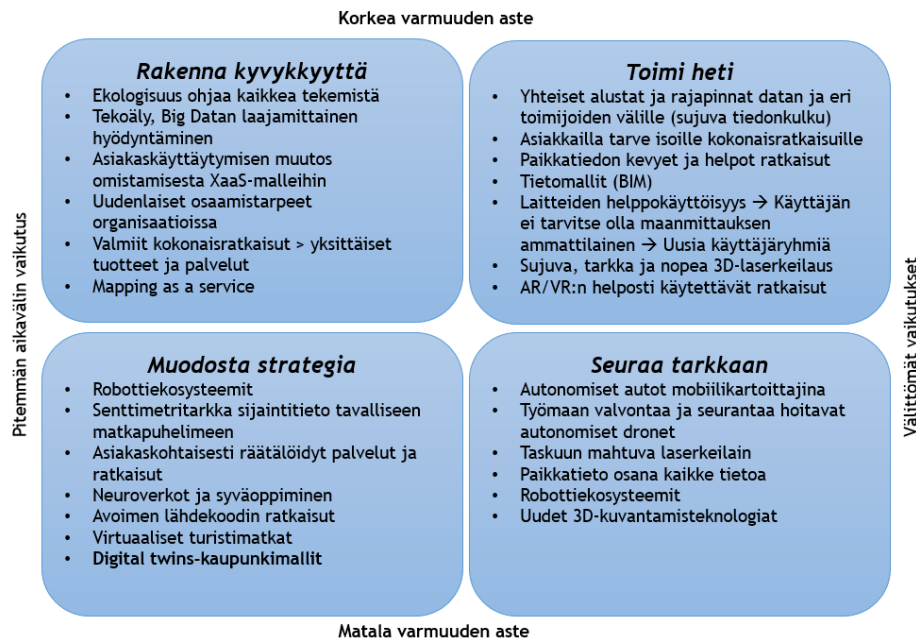 Korkea varmuuden aste
Rakenna kyvykkyyttä
• Ekologisuus ohjaa kaikkea tekemistä
• Tekoäly, Big Datan laajamittainen
hyödyntäminen
• Asiakaskäyttäytymisen muutos
omistamisesta XaaS-malleihin
• Uudenlaiset osaamistarpeet
organisaatioissa
• Valmiit kokonaisratkaisut > yksittäiset
tuotteet ja palvelut
• Mapping as a service
Toimi heti
• Yhteiset alustat ja rajapinnat datan ja eri
toimijoiden välille (sujuva tiedonkulku)
• Asiakkailla tarve isoille kokonaisratkaisuille
• Paikkatiedon kevyet ja helpot ratkaisut
• Tietomallit (BIM)
• Laitteiden helppokäyttöisyys → Käyttäjän
ei tarvitse olla maanmittauksen
ammattilainen → Uusia käyttäjäryhmiä
• Sujuva, tarkka ja nopea 3D-laserkeilaus
• AR/VR:n helposti käytettävät ratkaisut
Pitemmän aikavälin vaikutus
Välittömät vaikutukset
Muodosta strategia
• Robottiekosysteemit
• Senttimetritarkka sijaintitieto tavalliseen
matkapuhelimeen
• Asiakaskohtaisesti räätälöidyt palvelut ja
ratkaisut
• Neuroverkot ja syväoppiminen
• Avoimen lähdekoodin ratkaisut
• Virtuaaliset turistimatkat
• Digital twins-kaupunkimallit
Seuraa tarkkaan
• Autonomiset autot mobiilikartoittajina
• Työmaan valvontaa ja seurantaa hoitavat
autonomiset dronet
• Taskuun mahtuva laserkeilain
• Paikkatieto osana kaikke tietoa
• Robottiekosysteemit
• Uudet 3D-kuvantamisteknologiat
Matala varmuuden aste